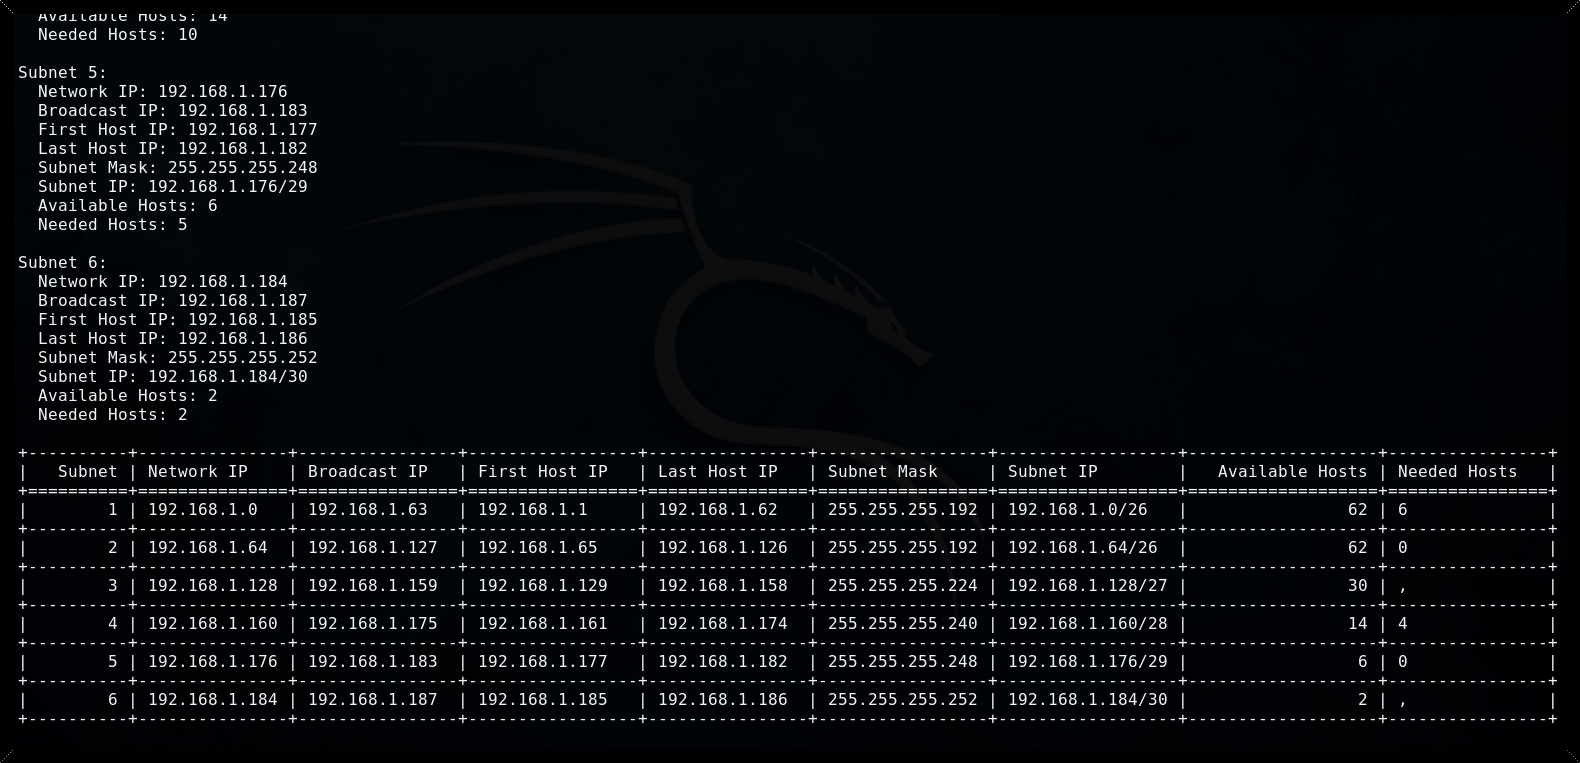 Available Hosts: 14
  Needed Hosts: 10

Subnet 5:
  Network IP: 192.168.1.176
  Broadcast IP: 192.168.1.183
  First Host IP: 192.168.1.177
  Last Host IP: 192.168.1.182
  Subnet Mask: 255.255.255.248
  Subnet IP: 192.168.1.176/29
  Available Hosts: 6
  Needed Hosts: 5

Subnet 6:
  Network IP: 192.168.1.184
  Broadcast IP: 192.168.1.187
  First Host IP: 192.168.1.185
  Last Host IP: 192.168.1.186
  Subnet Mask: 255.255.255.252
  Subnet IP: 192.168.1.184/30
  Available Hosts: 2
  Needed Hosts: 2

+----------+---------------+----------------+-----------------+----------------+-----------------+------------------+-------------------+----------------+
|   Subnet | Network IP    | Broadcast IP   | First Host IP   | Last Host IP   | Subnet Mask     | Subnet IP        |   Available Hosts | Needed Hosts   |
+==========+===============+================+=================+================+=================+==================+===================+================+
|        1 | 192.168.1.0   | 192.168.1.63   | 192.168.1.1     | 192.168.1.62   | 255.255.255.192 | 192.168.1.0/26   |                62 | 6              |
+----------+---------------+----------------+-----------------+----------------+-----------------+------------------+-------------------+----------------+
|        2 | 192.168.1.64  | 192.168.1.127  | 192.168.1.65    | 192.168.1.126  | 255.255.255.192 | 192.168.1.64/26  |                62 | 0              |
+----------+---------------+----------------+-----------------+----------------+-----------------+------------------+-------------------+----------------+
|        3 | 192.168.1.128 | 192.168.1.159  | 192.168.1.129   | 192.168.1.158  | 255.255.255.224 | 192.168.1.128/27 |                30 | ,              |
+----------+---------------+----------------+-----------------+----------------+-----------------+------------------+-------------------+----------------+
|        4 | 192.168.1.160 | 192.168.1.175  | 192.168.1.161   | 192.168.1.174  | 255.255.255.240 | 192.168.1.160/28 |                14 | 4              |
+----------+---------------+----------------+-----------------+----------------+-----------------+------------------+-------------------+----------------+
|        5 | 192.168.1.176 | 192.168.1.183  | 192.168.1.177   | 192.168.1.182  | 255.255.255.248 | 192.168.1.176/29 |                 6 | 0              |
+----------+---------------+----------------+-----------------+----------------+-----------------+------------------+-------------------+----------------+
|        6 | 192.168.1.184 | 192.168.1.187  | 192.168.1.185   | 192.168.1.186  | 255.255.255.252 | 192.168.1.184/30 |                 2 | ,              |
+----------+---------------+----------------+-----------------+----------------+-----------------+------------------+-------------------+----------------+